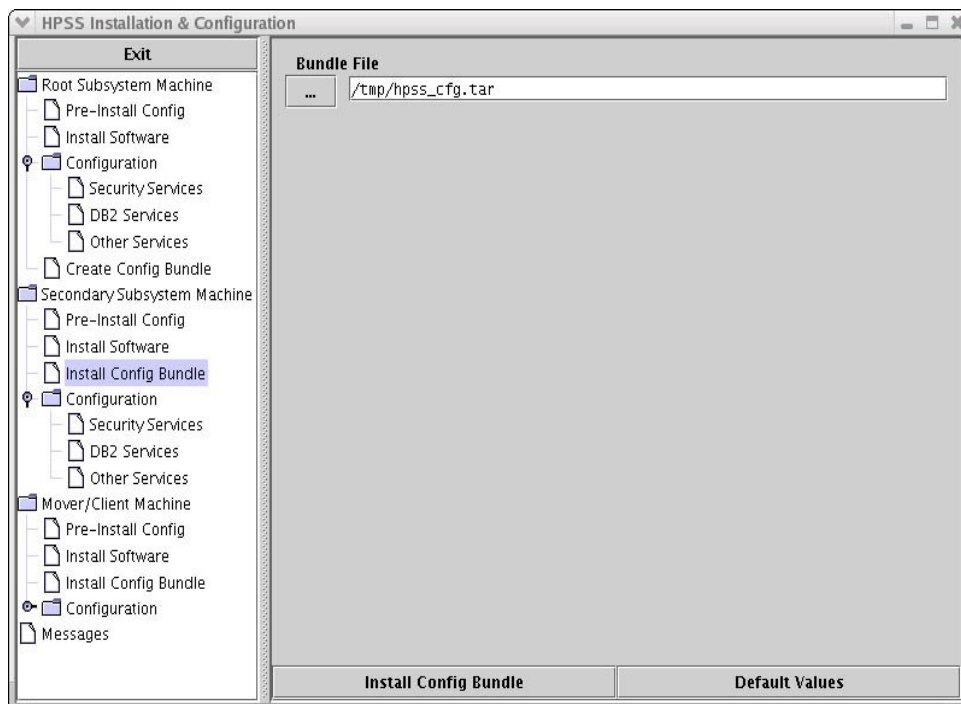 HPSS Installation & Configuration
Exit
Root Subsystem Machine
Pre-Install Config
Install Software
Configuration
Security Services
DB2 Services
Other Services
Create Config Bundle
Secondary Subsystem Machine
Pre-Install Config
Install Software
Install Config Bundle
Configuration
Security Services
DB2 Services
Other Services
Mover/Client Machine
Pre-Install Config
Install Software
Install Config Bundle
Configuration
Messages
Bundle File
... /tmp/hpss_cfg.tar
Install Config Bundle
Default Values